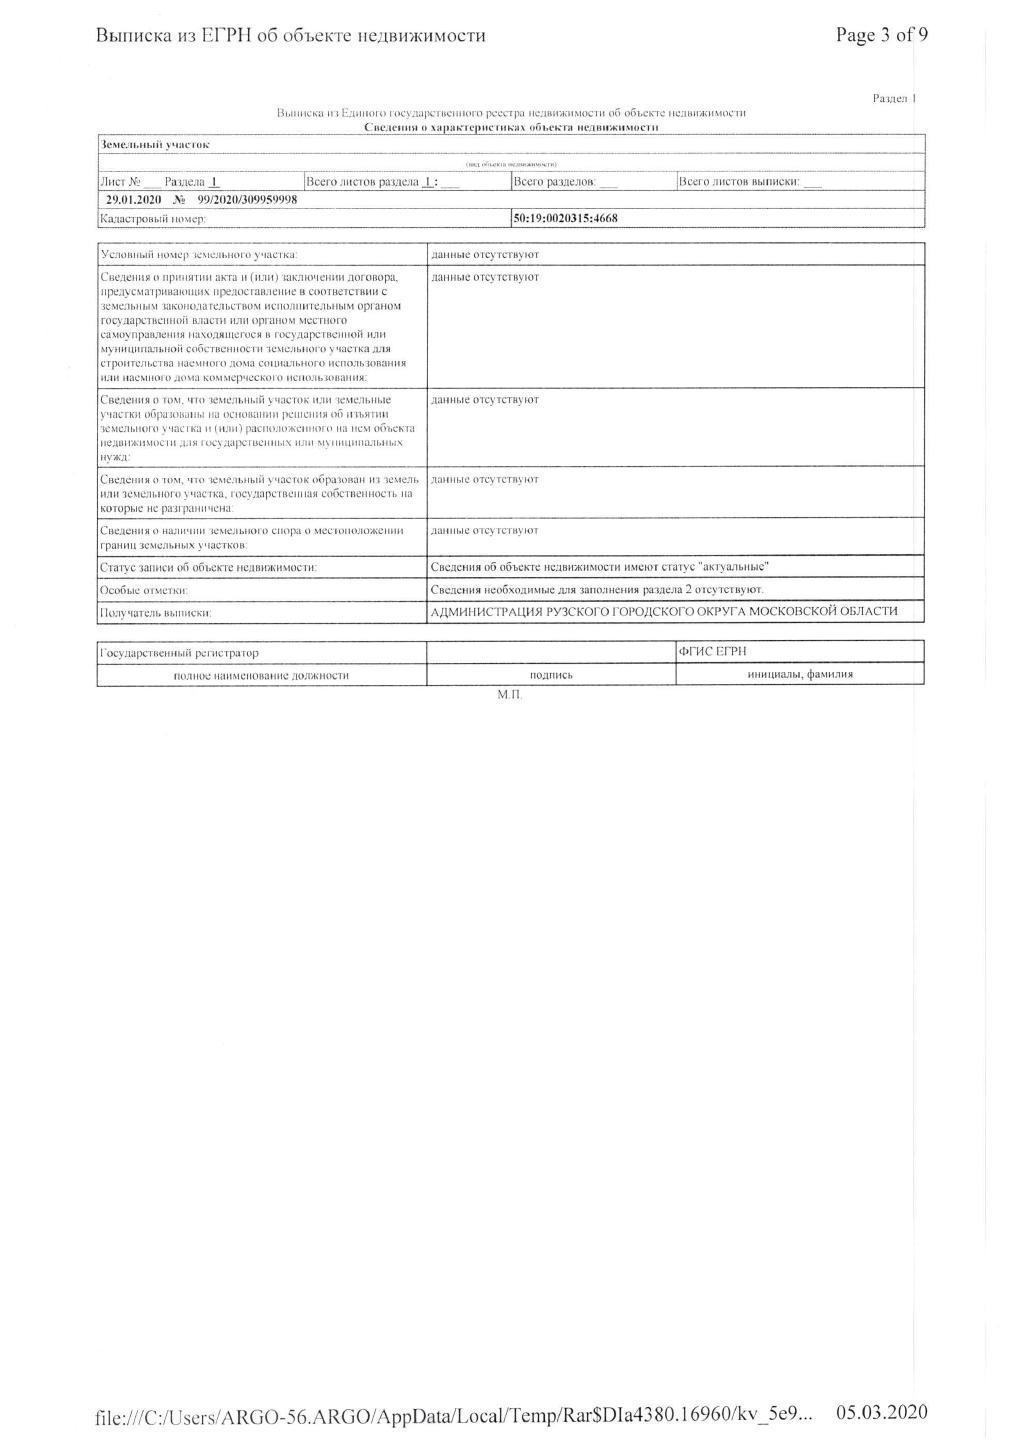 Выписка из ЕГРН об объекте недвижимости Page 3 of 9
Раздел 1
Выписка из Единого государственного реестра недвижимости об объекте недвижимости
Сведения о характеристиках объекта недвижимости
Земельный участок
(вид объекта недвижимости)
Лист № ___ Раздела 1 Всего листов раздела 1 : ___ Всего разделов: ___ Всего листов выписки: ___
29.01.2020 № 99/2020/309959998
Кадастровый номер: 50:19:0020315:4668
Условный номер земельного участка: данные отсутствуют
Сведения о принятии акта и (или) заключении договора, данные отсутствуют
предусматривающих предоставление в соответствии с
земельным законодательством исполнительным органом
государственной власти или органом местного
самоуправления находящегося в государственной или
муниципальной собственности земельного участка для
строительства наемного дома социального использования
или наемного дома коммерческого использования:
Сведения о том, что земельный участок или земельные данные отсутствуют
участки образованы на основании решения об изъятии
земельного участка и (или) расположенного на нем объекта
недвижимости для государственных или муниципальных
нужд:
Сведения о том, что земельный участок образован из земель данные отсутствуют
или земельного участка, государственная собственность на
которые не разграничена:
Сведения о наличии земельного спора о местоположении данные отсутствуют
границ земельных участков:
Статус записи об объекте недвижимости: Сведения об объекте недвижимости имеют статус "актуальные"
Особые отметки: Сведения необходимые для заполнения раздела 2 отсутствуют.
Получатель выписки: АДМИНИСТРАЦИЯ РУЗСКОГО ГОРОДСКОГО ОКРУГА МОСКОВСКОЙ ОБЛАСТИ
Государственный регистратор ФГИС ЕГРН
полное наименование должности подпись инициалы, фамилия
М.П.
file:///C:/Users/ARGO-56.ARGO/AppData/Local/Temp/Rar$DIa4380.16960/kv_5e9... 05.03.2020